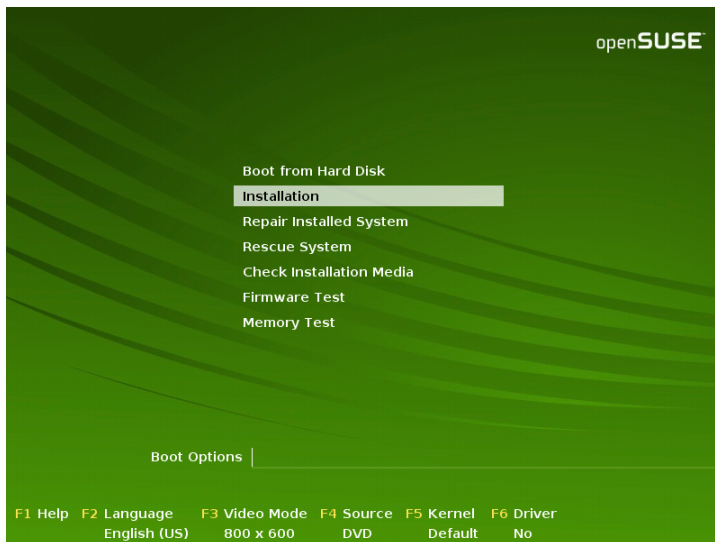 openSUSE
Boot from Hard Disk
Installation
Repair Installed System
Rescue System
Check Installation Media
Firmware Test
Memory Test
Boot Options
F1 Help F2 Language F3 Video Mode F4 Source F5 Kernel F6 Driver
English (US) 800 x 600 DVD Default No